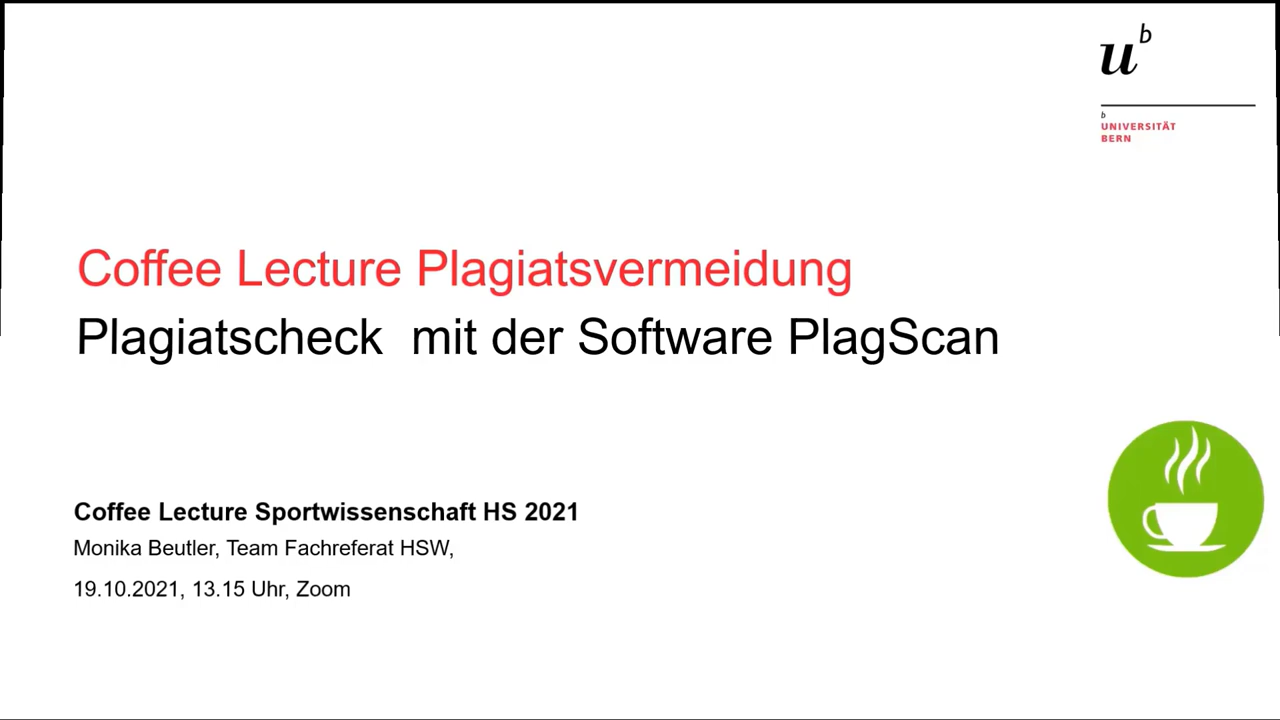 u^b
b
UNIVERSITÄT
BERN
Coffee Lecture Plagiatsvermeidung
Plagiatscheck mit der Software PlagScan
Coffee Lecture Sportwissenschaft HS 2021
Monika Beutler, Team Fachreferat HSW,
19.10.2021, 13.15 Uhr, Zoom